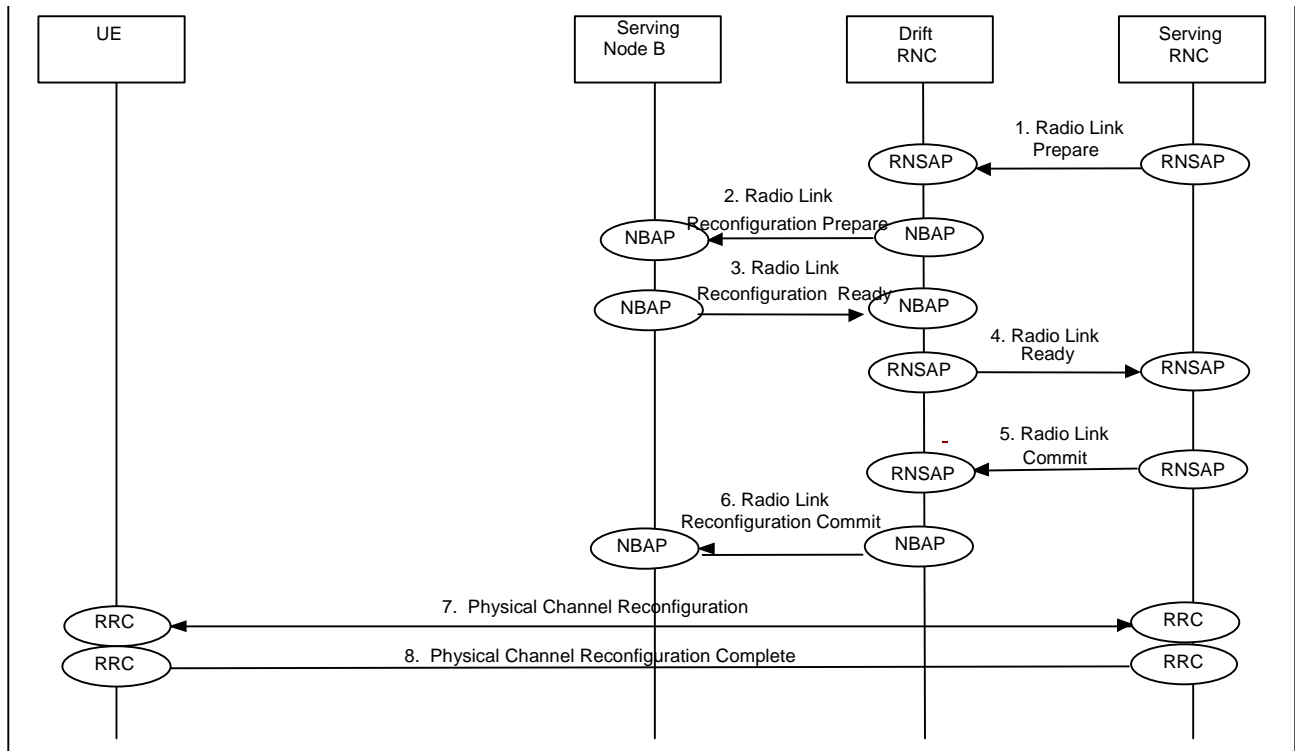 UE
Serving
Node B
Drift
RNC
Serving
RNC
1. Radio Link
Prepare
RNSAP
RNSAP
2. Radio Link
Reconfiguration Prepare
NBAP
NBAP
3. Radio Link
Reconfiguration Ready
NBAP
NBAP
4. Radio Link
Ready
RNSAP
RNSAP
5. Radio Link
Commit
RNSAP
RNSAP
6. Radio Link
Reconfiguration Commit
NBAP
NBAP
7. Physical Channel Reconfiguration
RRC
RRC
8. Physical Channel Reconfiguration Complete
RRC
RRC